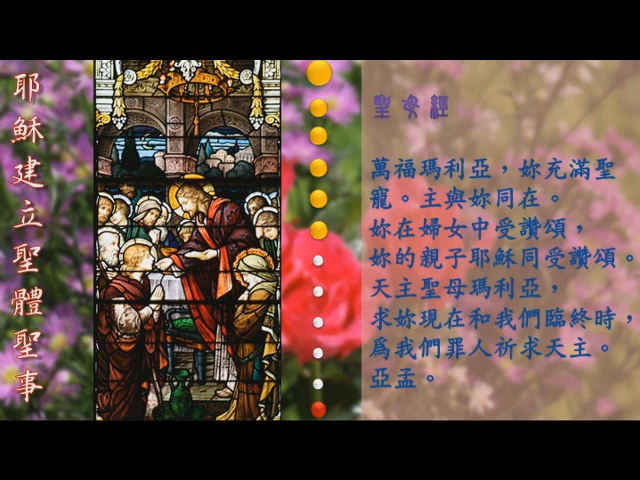 耶穌建立聖體聖事
聖母經
萬福瑪利亞，妳充滿聖
寵。主與妳同在。
妳在婦女中受讚頌，
妳的親子耶穌同受讚頌。
天主聖母瑪利亞，
求妳現在和我們臨終時，
為我們罪人祈求天主。
亞孟。